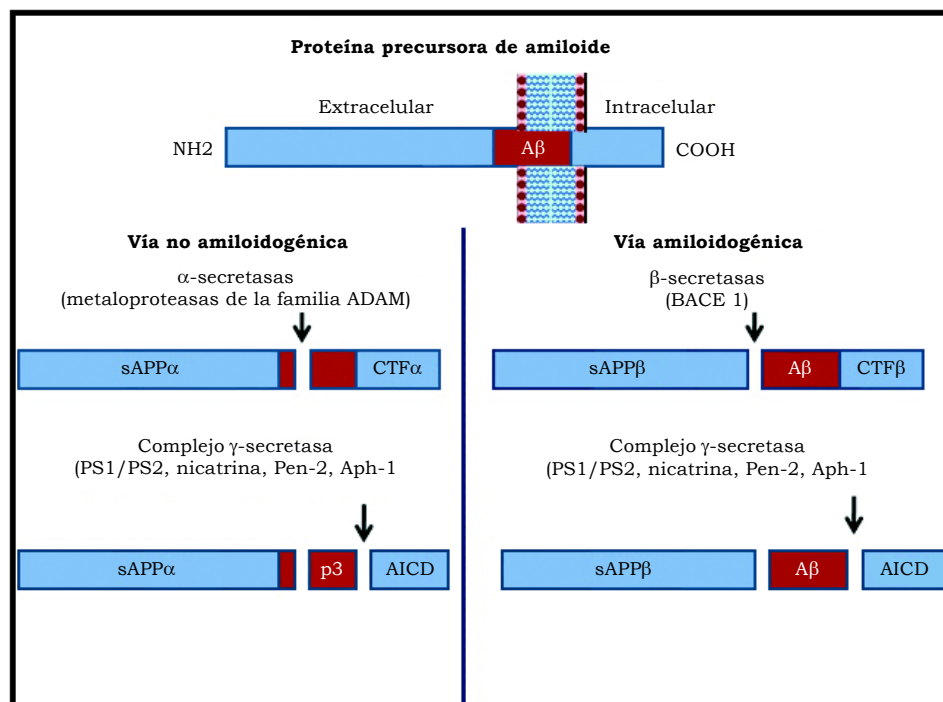 Proteína precursora de amiloide
Extracelular
Intracelular
NH2
Aβ
COOH
Vía no amiloidogénica
α-secretasas
(metaloproteasas de la familia ADAM)
sAPPα
CTFα
Complejo γ-secretasa
(PS1/PS2, nicatrina, Pen-2, Aph-1
sAPPα
p3
AICD
Vía amiloidogénica
β-secretasas
(BACE 1)
sAPPβ
Aβ
CTFβ
Complejo γ-secretasa
(PS1/PS2, nicatrina, Pen-2, Aph-1
sAPPβ
Aβ
AICD